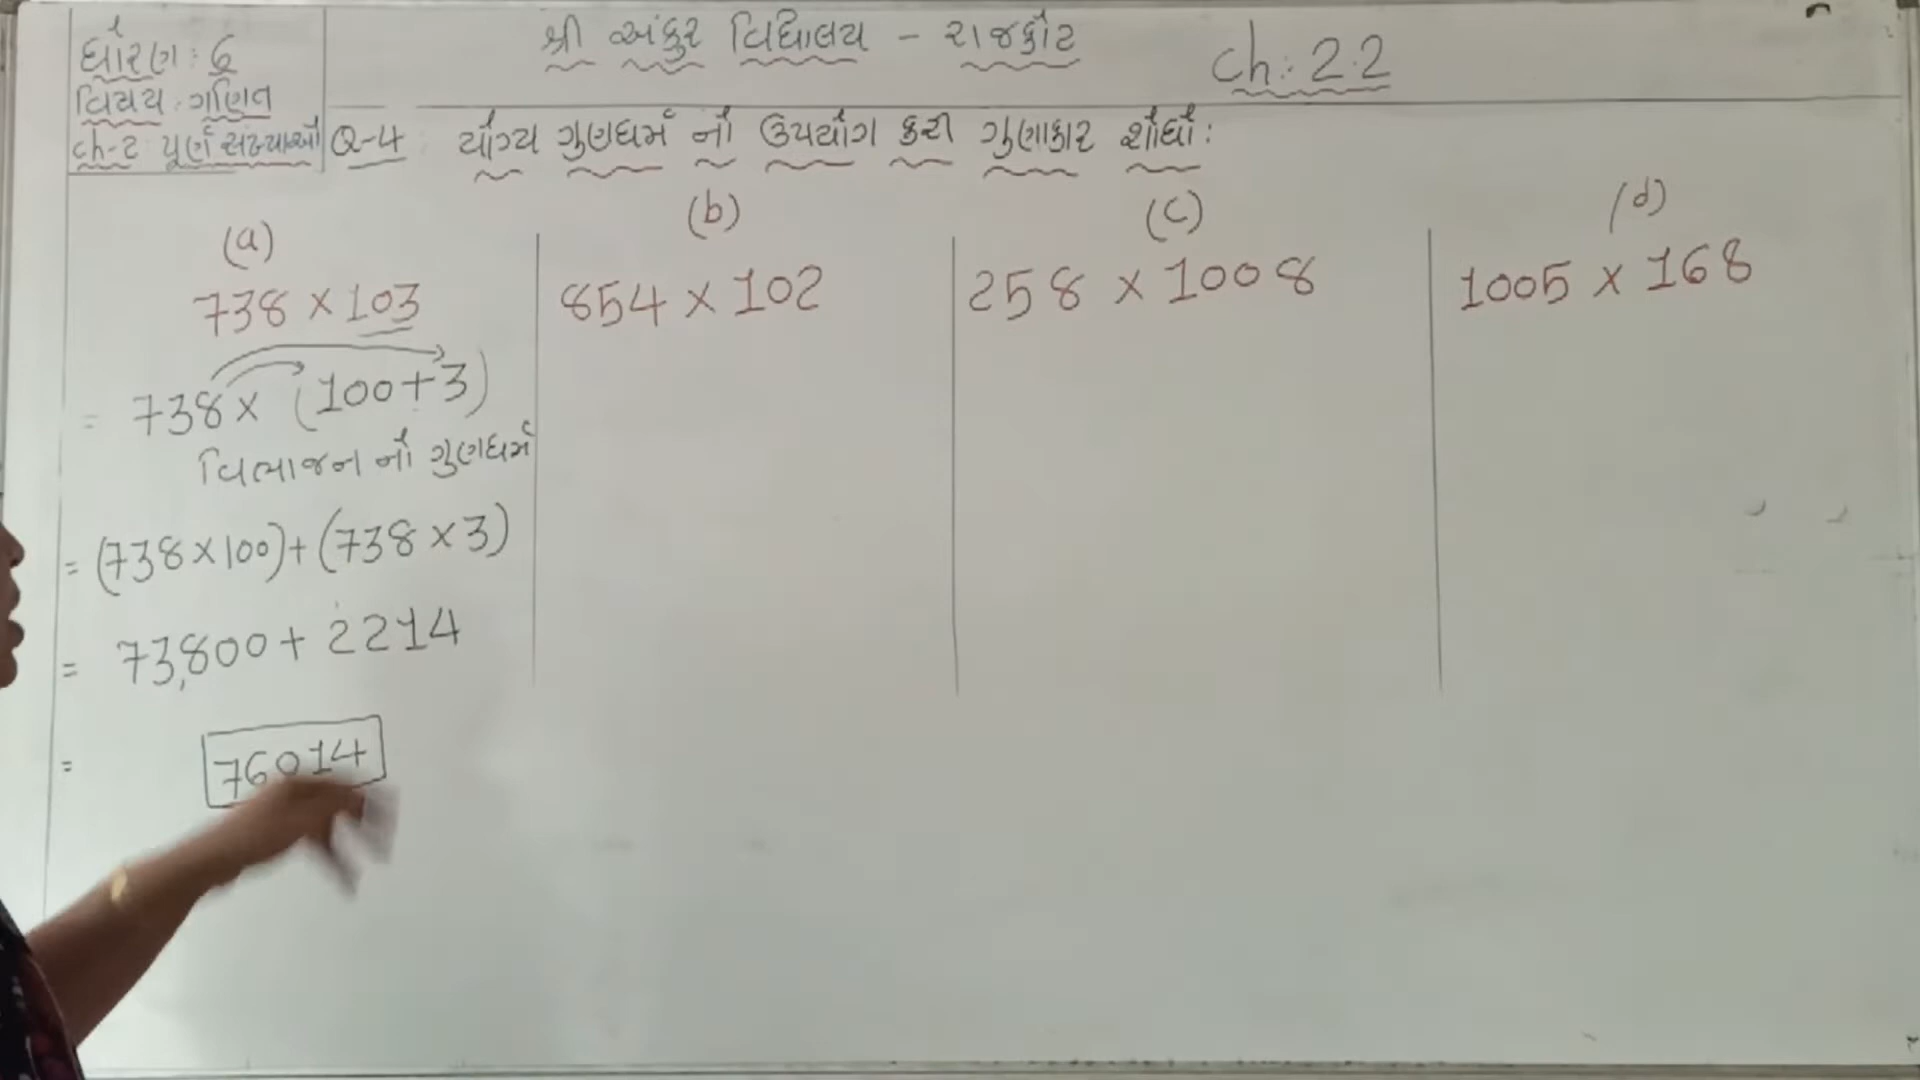 ધોરણ : 6
વિષય : ગણિત
ch-2 પૂર્ણ સંખ્યાઓ
શ્રી અંકુર વિદ્યાલય - રાજકોટ
ch : 2.2
Q-4 : યોગ્ય ગુણધર્મ નો ઉપયોગ કરી ગુણાકાર શોધો :
(a)
738 × 103
= 738 × (100+3)
વિભાજન નો ગુણધર્મ
= (738 × 100) + (738 × 3)
= 73,800 + 2214
= 76014
(b)
854 × 102
(c)
258 × 1008
(d)
1005 × 168